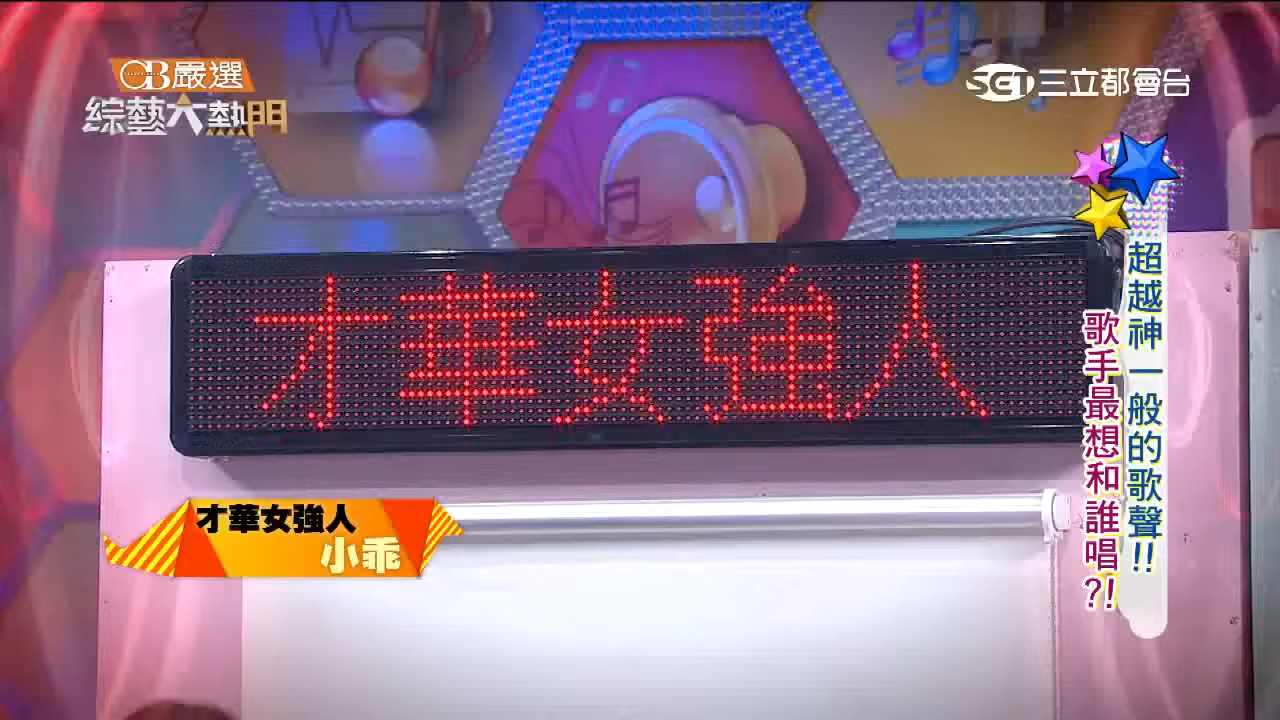 CB嚴選
綜藝大熱門
SET三立都會台
超越神一般的歌聲!!
歌手最想和誰唱?!
才華女強人
才華女強人
小乖